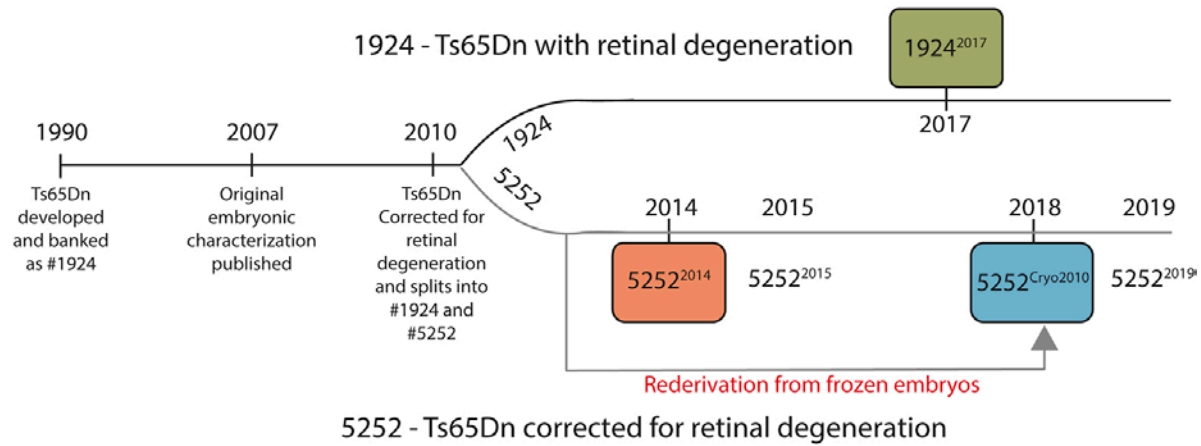 1924 - Ts65Dn with retinal degeneration
1924²⁰¹⁷
2017
1990
2007
2010
1924
5252
Ts65Dn
developed
and banked
as #1924
Original
embryonic
characterization
published
Ts65Dn
Corrected for
retinal
degeneration
and splits into
#1924 and
#5252
2014
2015
2018
2019
5252²⁰¹⁴
5252²⁰¹⁵
5252ᶜʳʸᵒ²⁰¹⁰
5252²⁰¹⁹
Rederivation from frozen embryos
5252 - Ts65Dn corrected for retinal degeneration